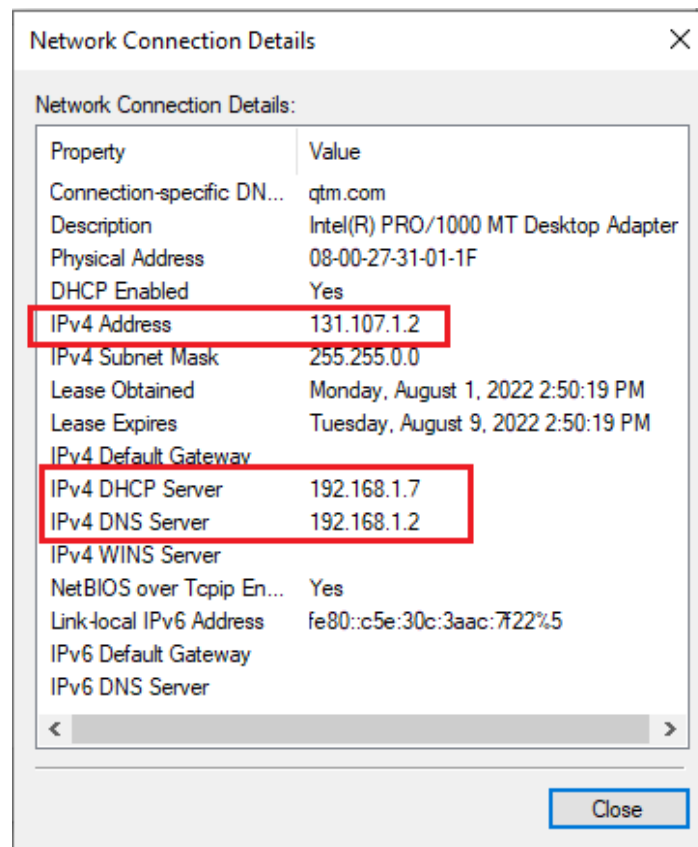 Network Connection Details
Network Connection Details:
Property Value
Connection-specific DN... qtm.com
Description Intel(R) PRO/1000 MT Desktop Adapter
Physical Address 08-00-27-31-01-1F
DHCP Enabled Yes
IPv4 Address 131.107.1.2
IPv4 Subnet Mask 255.255.0.0
Lease Obtained Monday, August 1, 2022 2:50:19 PM
Lease Expires Tuesday, August 9, 2022 2:50:19 PM
IPv4 Default Gateway
IPv4 DHCP Server 192.168.1.7
IPv4 DNS Server 192.168.1.2
IPv4 WINS Server
NetBIOS over Tcpip En... Yes
Link-local IPv6 Address fe80::c5e:30c:3aac:7f22%5
IPv6 Default Gateway
IPv6 DNS Server
Close